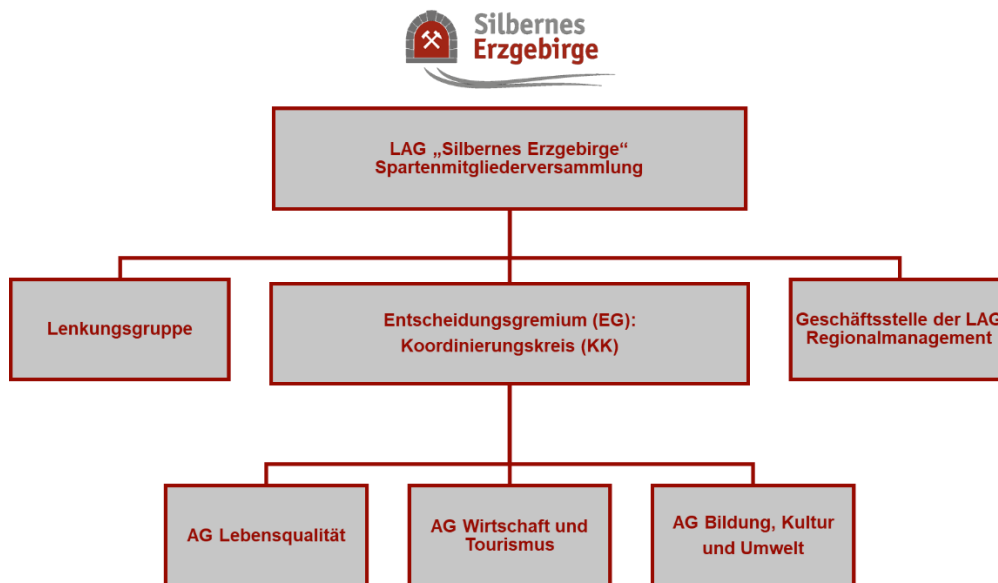 Silbernes
Erzgebirge
LAG „Silbernes Erzgebirge“
Spartenmitgliederversammlung
Lenkungsgruppe
Entscheidungsgremium (EG):
Koordinierungskreis (KK)
Geschäftsstelle der LAG
Regionalmanagement
AG Lebensqualität
AG Wirtschaft und
Tourismus
AG Bildung, Kultur
und Umwelt